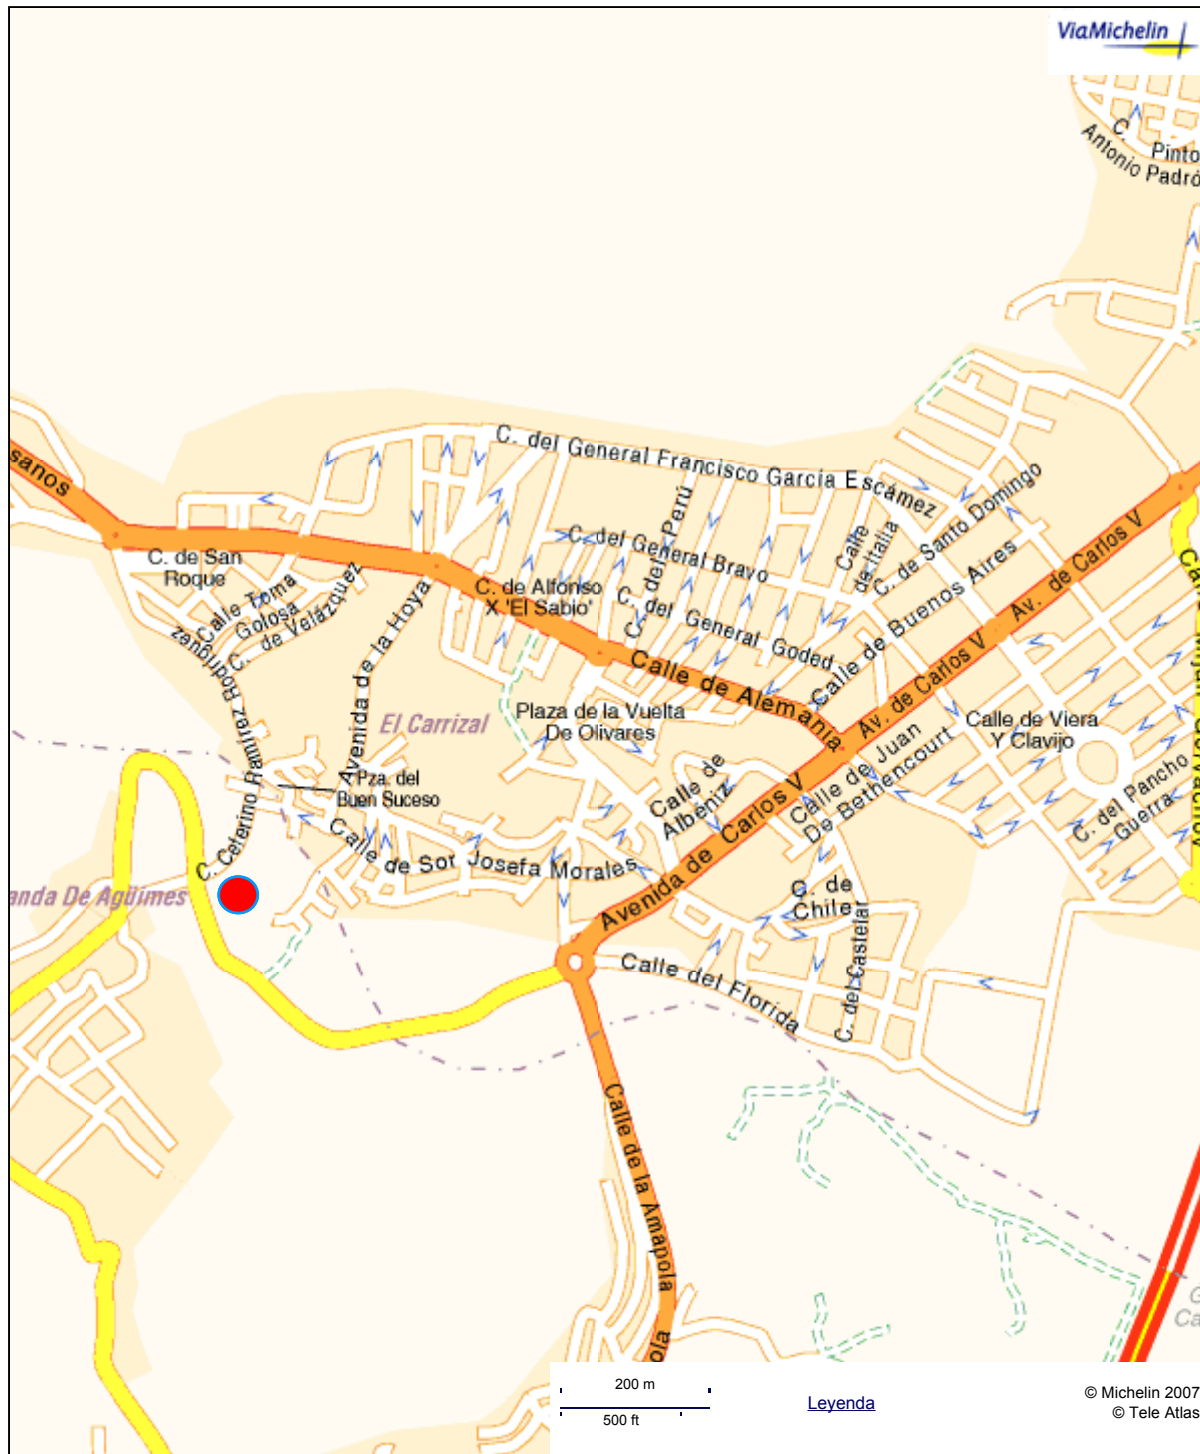 ViaMichelin
C. Pinto
Antonio Padró
sanos
C. del General Francisco García Escámez
C. de San
Roque
Calle Toma
Golosa
C. de Velázquez
C. de Alfonso
X 'El Sabio'
C. del General Bravo
C. del Perú
C. del General Goded
Calle
de Italia
C. de Santo Domingo
Calle de Buenos Aires
Av. de Carlos V
Av. de Carlos V
Calle de Alemania
Avenida de la Hoya
El Carrizal
Plaza de la Vuelta
De Olivares
Calle de Viera
Y Clavijo
Pza. del
Buen Suceso
C. Ceferino Ramírez Rodríguez
Calle de Sor Josefa Morales
Calle de
Albéniz
Avenida de Carlos V
Calle de Juan
De Bethencourt
C. del Pancho
Guerra
anda De Agüimes
C. de
Chile
C. del Castelar
Calle del Florida
Calle de la Amapola
ola
G
Ca
200 m
500 ft
Leyenda
© Michelin 2007
© Tele Atlas